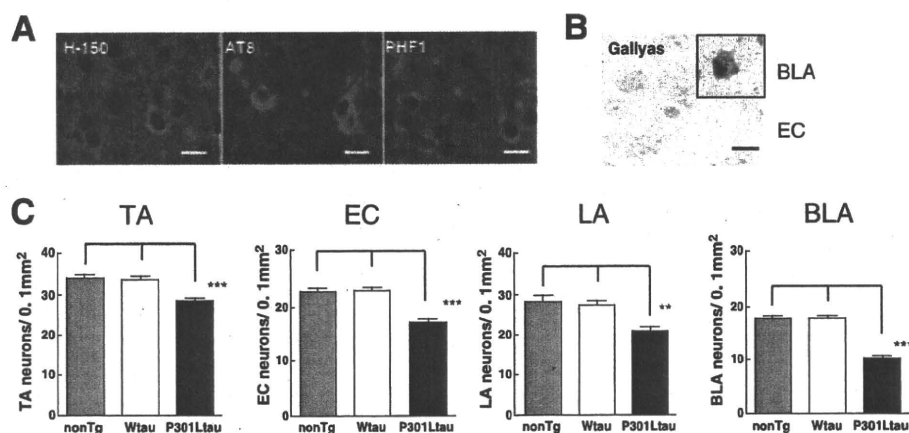 A
H-150
AT8
PHF1
B
Gallyas
BLA
EC
C
TA
TA neurons/ 0. 1mm2
40
30
20
10
0
***
nonTg
Wtau
P301Ltau
EC
EC neurons/ 0. 1mm2
30
20
10
0
***
nonTg
Wtau
P301Ltau
LA
LA neurons/ 0. 1mm2
40
30
20
10
0
**
nonTg
Wtau
P301Ltau
BLA
BLA neurons/ 0. 1mm2
30
20
10
0
***
nonTg
Wtau
P301Ltau